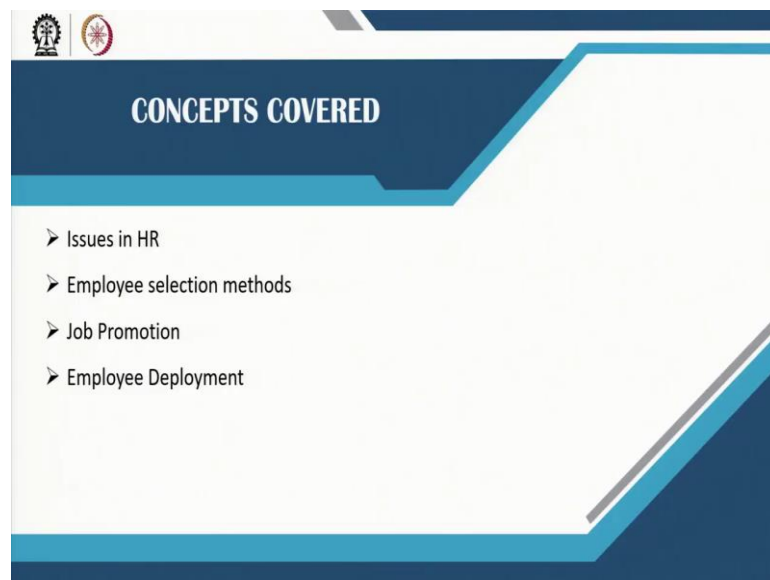 CONCEPTS COVERED
➤ Issues in HR
➤ Employee selection methods
➤ Job Promotion
➤ Employee Deployment